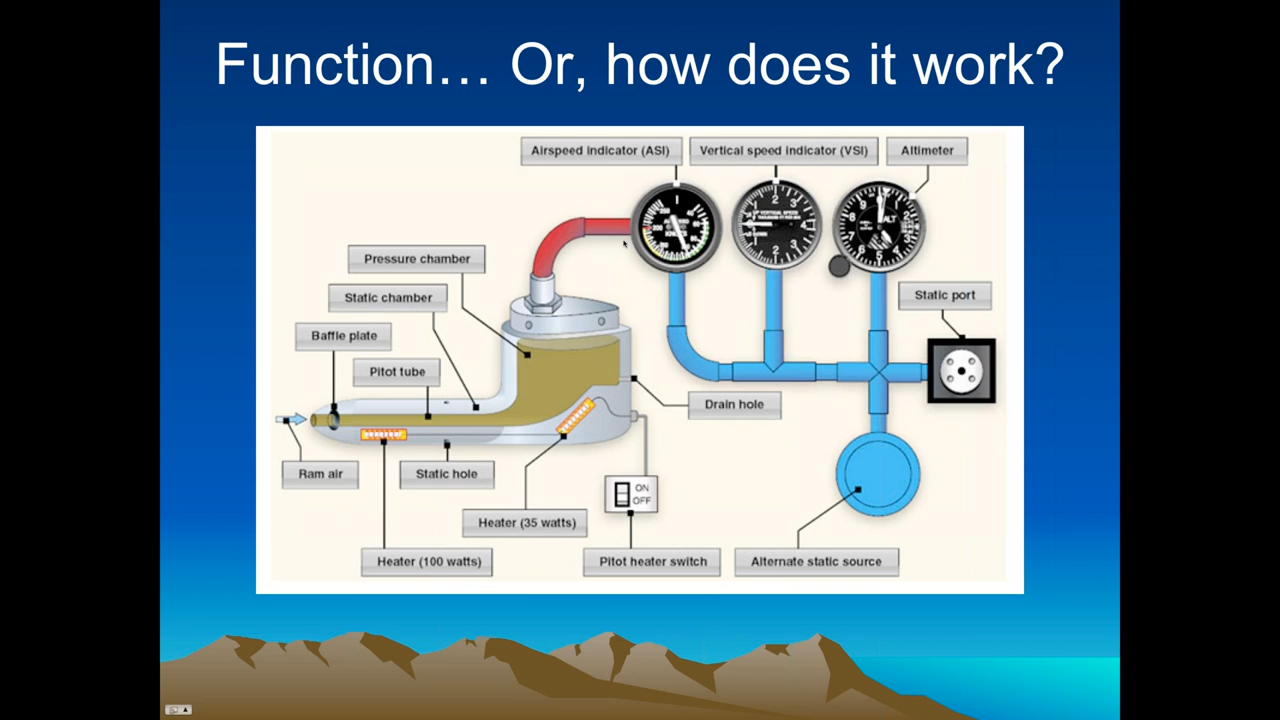 Function… Or, how does it work?
Airspeed indicator (ASI)
Vertical speed indicator (VSI)
Altimeter
Pressure chamber
Static chamber
Baffle plate
Pitot tube
Static port
Drain hole
Ram air
Static hole
ON
OFF
Heater (35 watts)
Heater (100 watts)
Pitot heater switch
Alternate static source
ALT